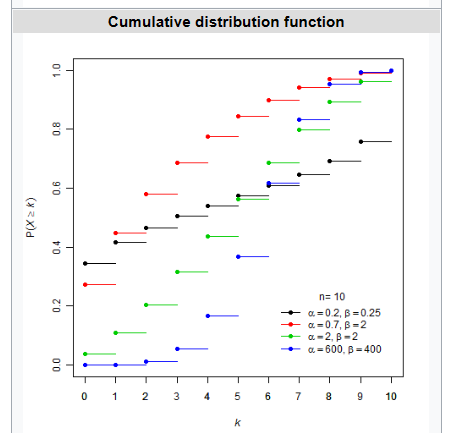 Cumulative distribution function
P(X ≥ k)
1.0
0.8
0.6
0.4
0.2
0.0
n= 10
α = 0.2, β = 0.25
α = 0.7, β = 2
α = 2, β = 2
α = 600, β = 400
0 1 2 3 4 5 6 7 8 9 10
k